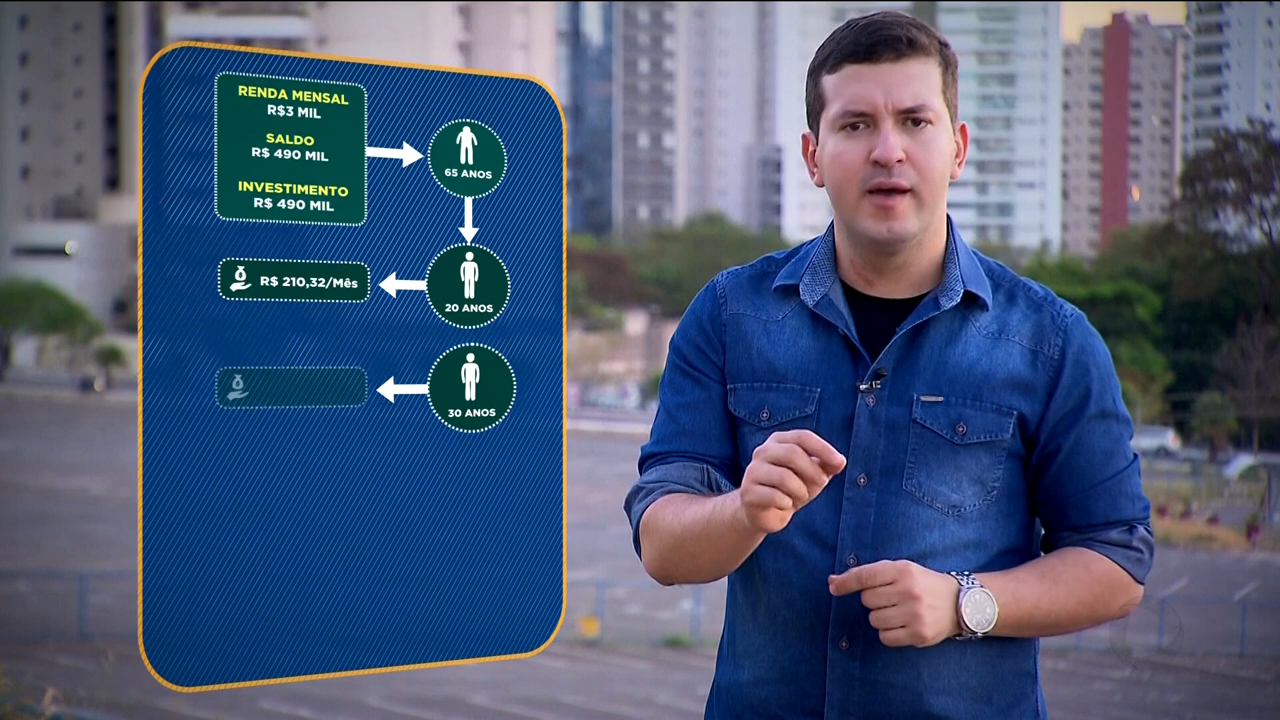 RENDA MENSAL
R$3 MIL
SALDO
R$ 490 MIL
INVESTIMENTO
R$ 490 MIL
65 ANOS
R$ 210,32/Mês
20 ANOS
30 ANOS